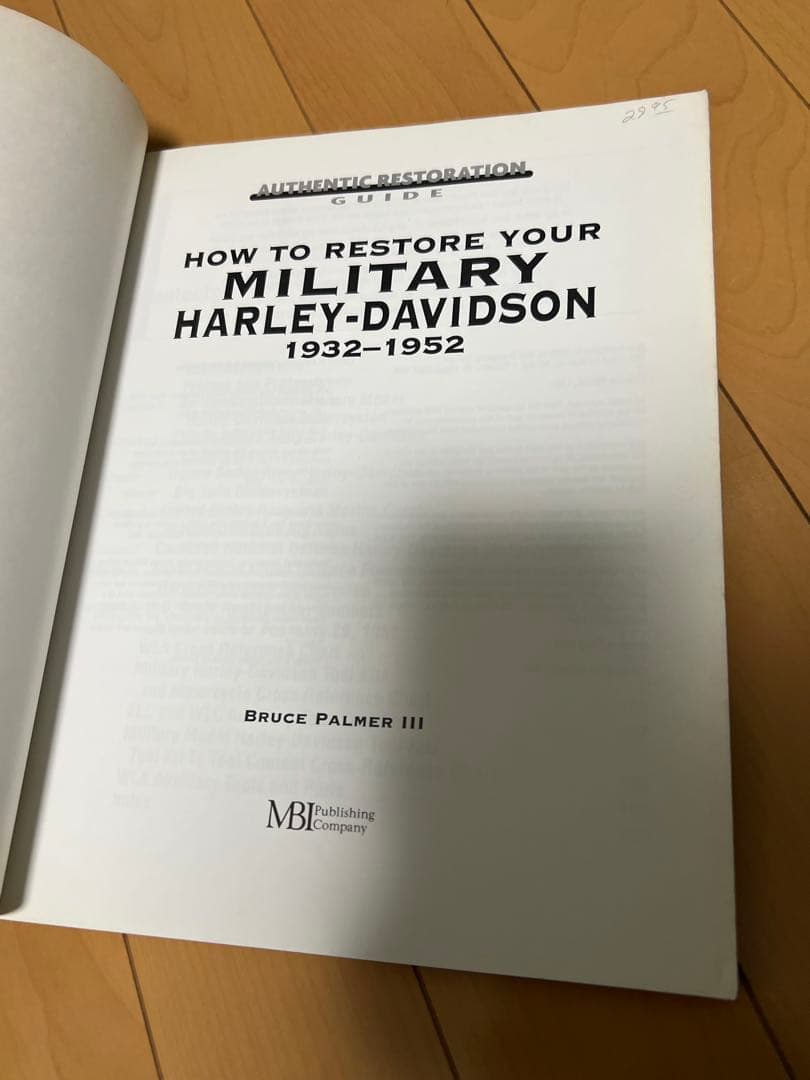 2995
AUTHENTIC RESTORATION
GUIDE
HOW TO RESTORE YOUR
MILITARY
HARLEY-DAVIDSON
1932–1952
BRUCE PALMER III
MBI Publishing
Company